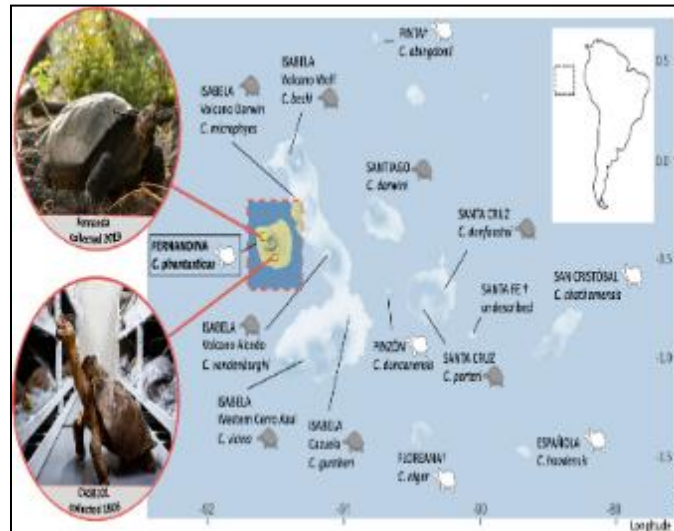 PINTA†
C. abingdonii
ISABELA
Volcano Wolf
C. becki
ISABELA
Volcano Darwin
C. microphyes
SANTIAGO
C. darwini
SANTA CRUZ
C. donfaustoi
FERNANDINA
C. phantasticus
Fernanda
collected 2019
SAN CRISTÓBAL
C. chathamensis
SANTA FE †
undescribed
ISABELA
Volcano Alcedo
C. vandenburghi
PINZÓN
C. duncanensis
SANTA CRUZ
C. porteri
ISABELA
Western Cerro Azul
C. vicina
ISABELA
Cazuela
C. guntheri
FLOREANA†
C. niger
ESPAÑOLA
C. hoodensis
collected 1906
0.5
0.0
-0.5
-1.0
-1.5
-92
-91
-90
-89
Longitude